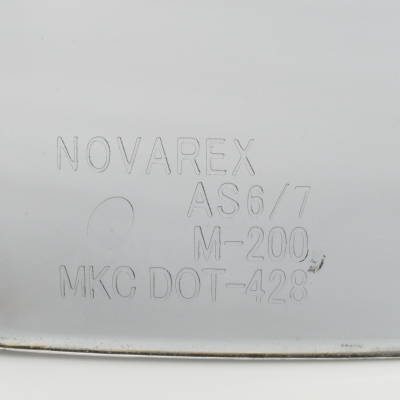 NOVAREX
AS6/7
M-200
MKC DOT-428